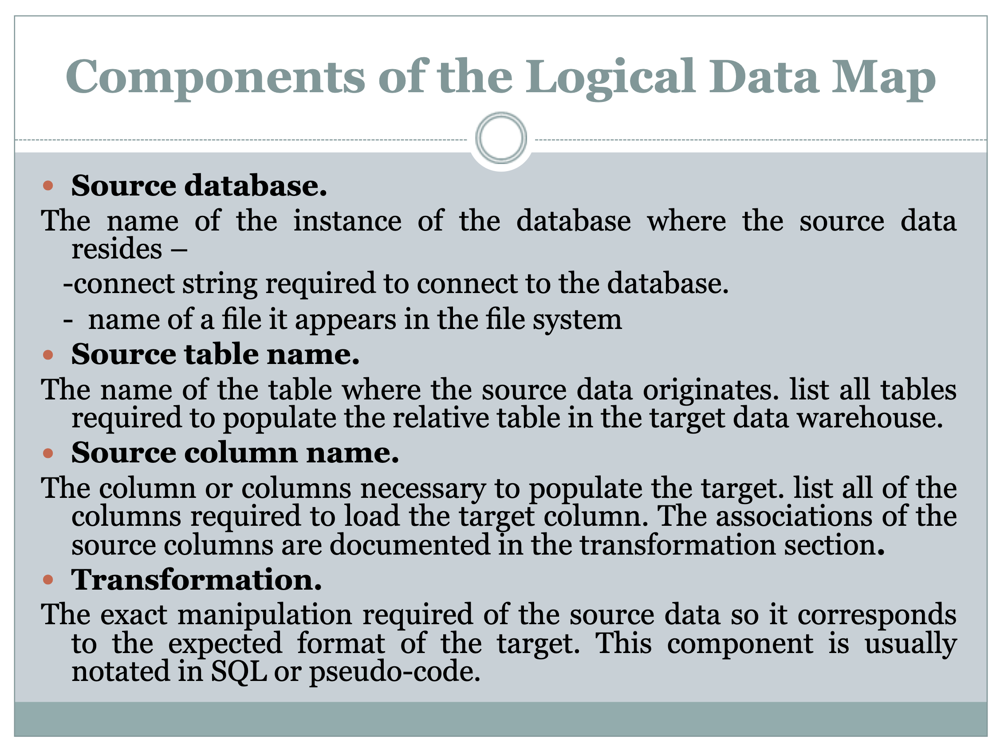 Components of the Logical Data Map
• Source database.
The name of the instance of the database where the source data
resides –
-connect string required to connect to the database.
- name of a file it appears in the file system
• Source table name.
The name of the table where the source data originates. list all tables
required to populate the relative table in the target data warehouse.
• Source column name.
The column or columns necessary to populate the target. list all of the
columns required to load the target column. The associations of the
source columns are documented in the transformation section.
• Transformation.
The exact manipulation required of the source data so it corresponds
to the expected format of the target. This component is usually
notated in SQL or pseudo-code.